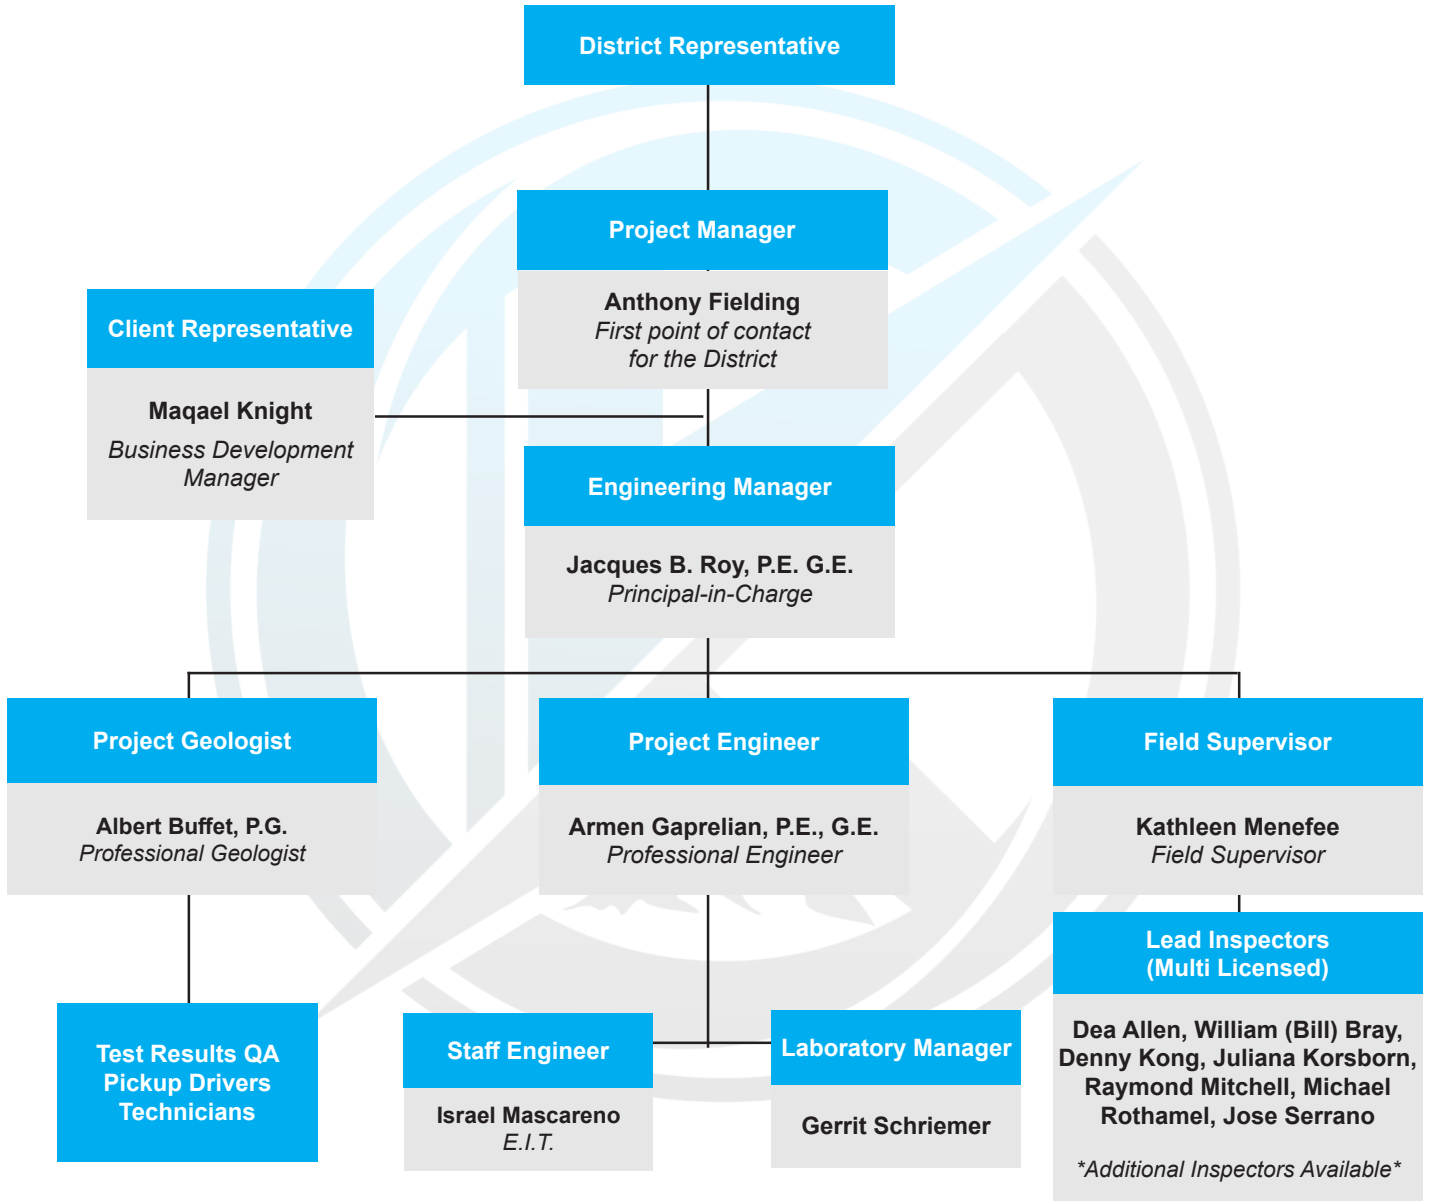 District Representative
Project Manager
Anthony Fielding
First point of contact
for the District
Client Representative
Maqael Knight
Business Development
Manager
Engineering Manager
Jacques B. Roy, P.E. G.E.
Principal-in-Charge
Project Geologist
Albert Buffet, P.G.
Professional Geologist
Project Engineer
Armen Gaprelian, P.E., G.E.
Professional Engineer
Field Supervisor
Kathleen Menefee
Field Supervisor
Test Results QA
Pickup Drivers
Technicians
Staff Engineer
Israel Mascareno
E.I.T.
Laboratory Manager
Gerrit Schriemer
Lead Inspectors
(Multi Licensed)
Dea Allen, William (Bill) Bray,
Denny Kong, Juliana Korsborn,
Raymond Mitchell, Michael
Rothamel, Jose Serrano
*Additional Inspectors Available*